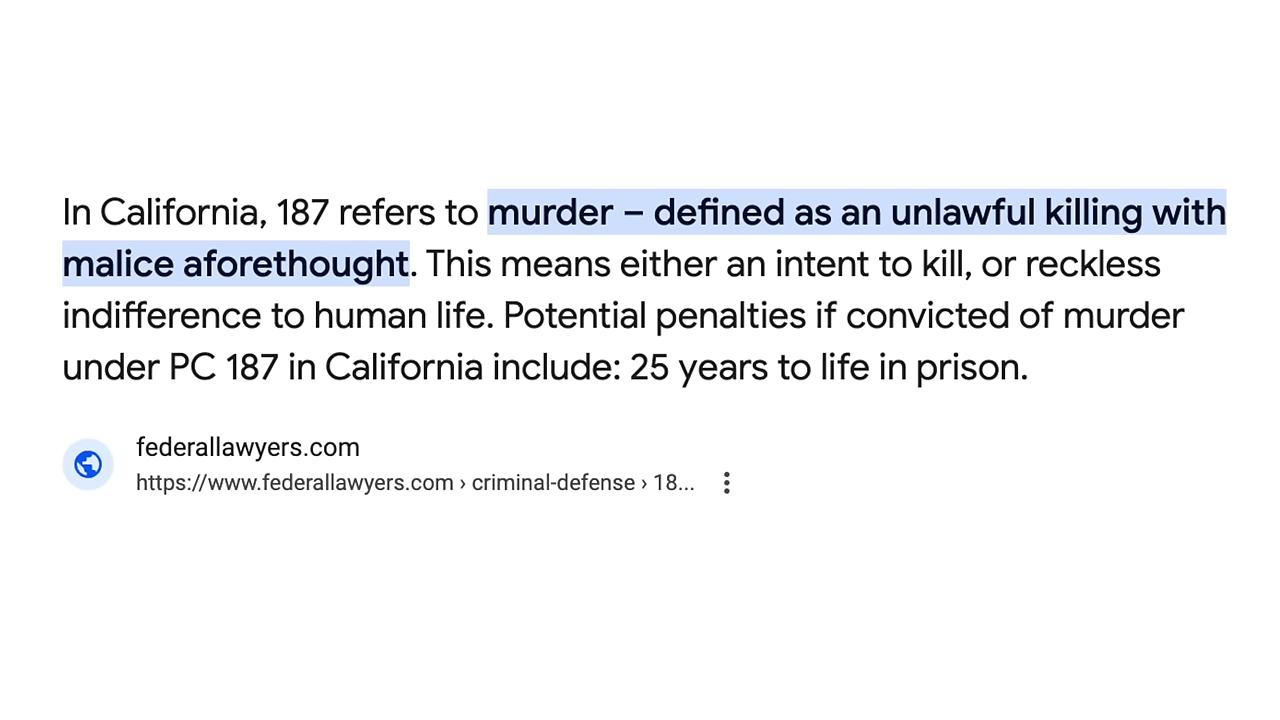 In California, 187 refers to murder – defined as an unlawful killing with
malice aforethought. This means either an intent to kill, or reckless
indifference to human life. Potential penalties if convicted of murder
under PC 187 in California include: 25 years to life in prison.
federallawyers.com
https://www.federallawyers.com › criminal-defense › 18...